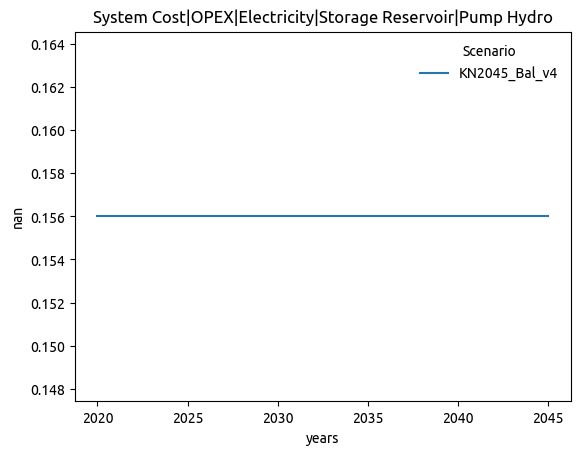 System Cost|OPEX|Electricity|Storage Reservoir|Pump Hydro
Scenario
KN2045_Bal_v4
0.164
0.162
0.160
0.158
0.156
0.154
0.152
0.150
0.148
nan
2020 2025 2030 2035 2040 2045
years